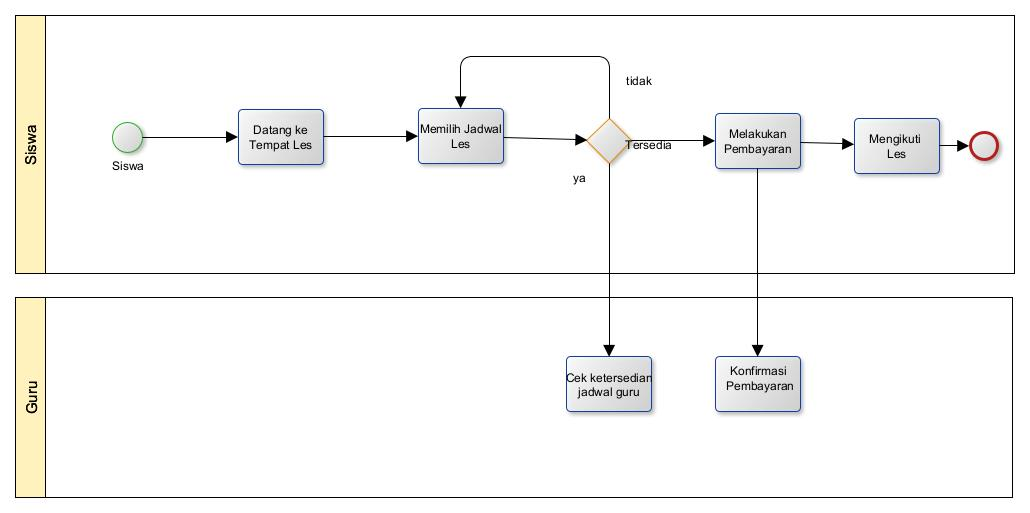 Siswa
Siswa
Datang ke
Tempat Les
Memilih Jadwal
Les
tidak
Tersedia
ya
Melakukan
Pembayaran
Mengikuti
Les
Guru
Cek ketersedian
jadwal guru
Konfirmasi
Pembayaran